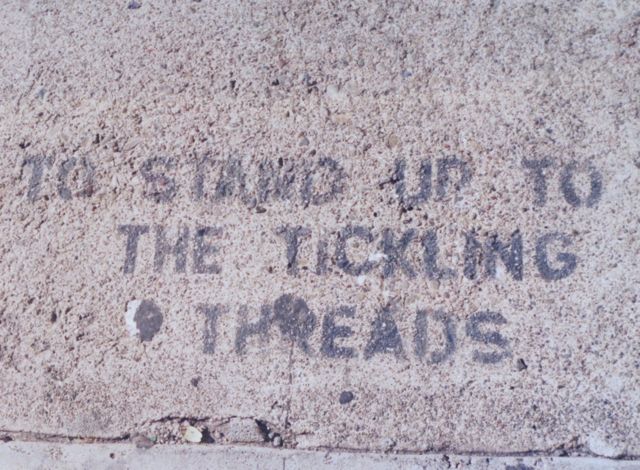 TO STAND UP TO
THE TICKLING
THREADS